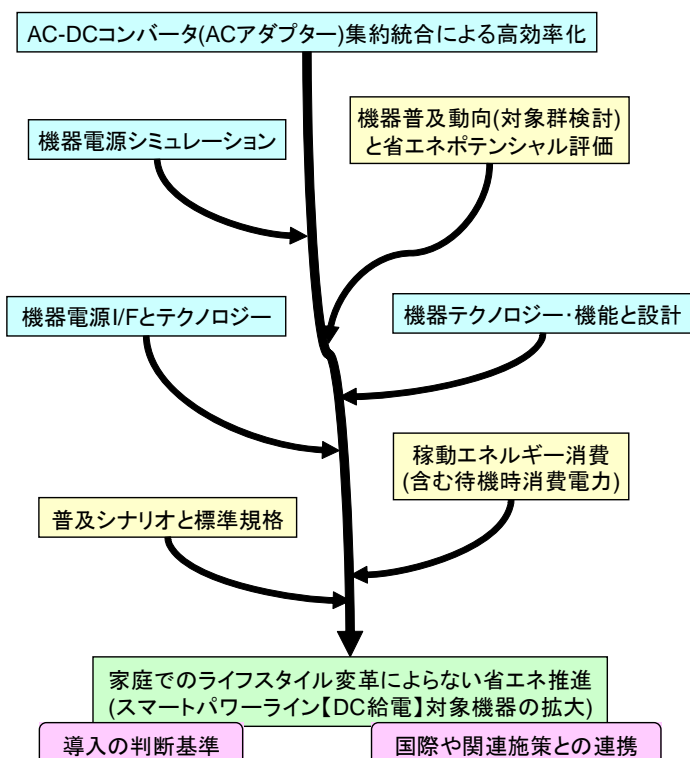 AC-DCコンバータ(ACアダプター)集約統合による高効率化
機器電源シミュレーション
機器普及動向(対象群検討)
と省エネポテンシャル評価
機器電源I/Fとテクノロジー
機器テクノロジー・機能と設計
稼動エネルギー消費
(含む待機時消費電力)
普及シナリオと標準規格
家庭でのライフスタイル変革によらない省エネ推進
(スマートパワーライン【DC給電】対象機器の拡大)
導入の判断基準
国際や関連施策との連携